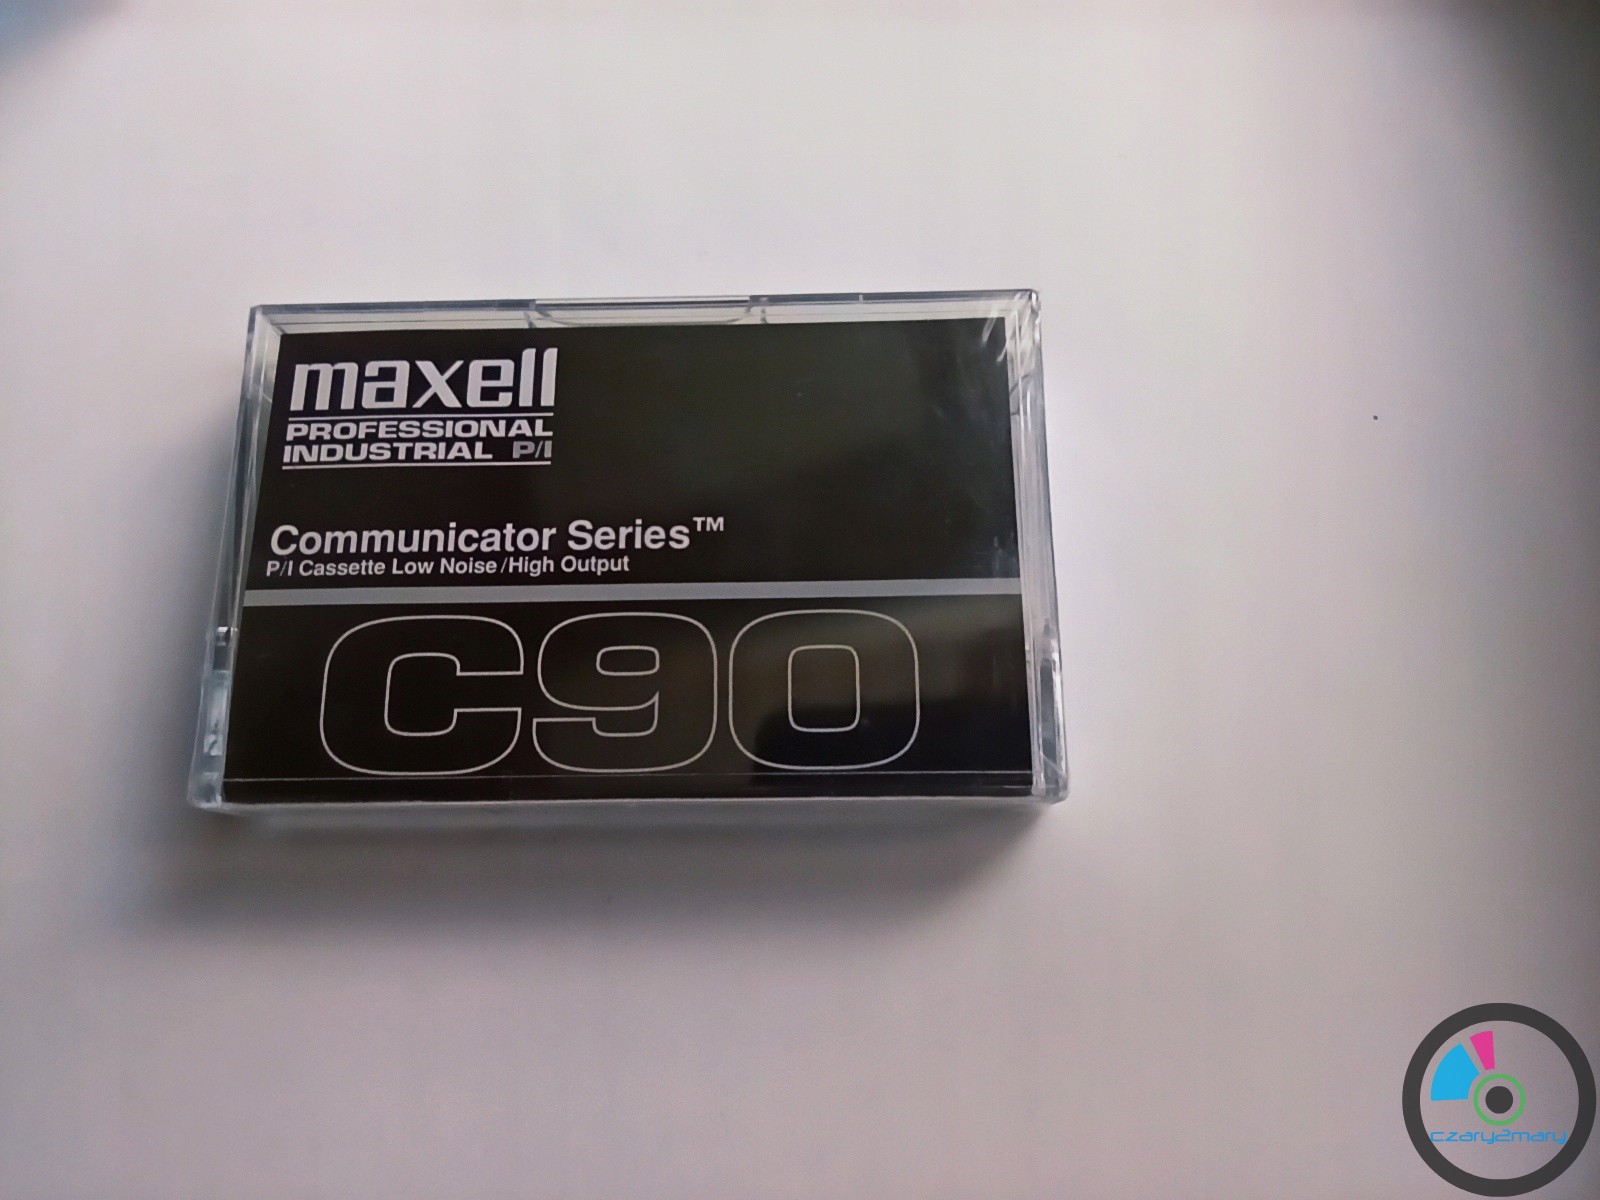 maxell
PROFESSIONAL
INDUSTRIAL P/I
Communicator Series™
P/I Cassette Low Noise/High Output
C90
czary2mary